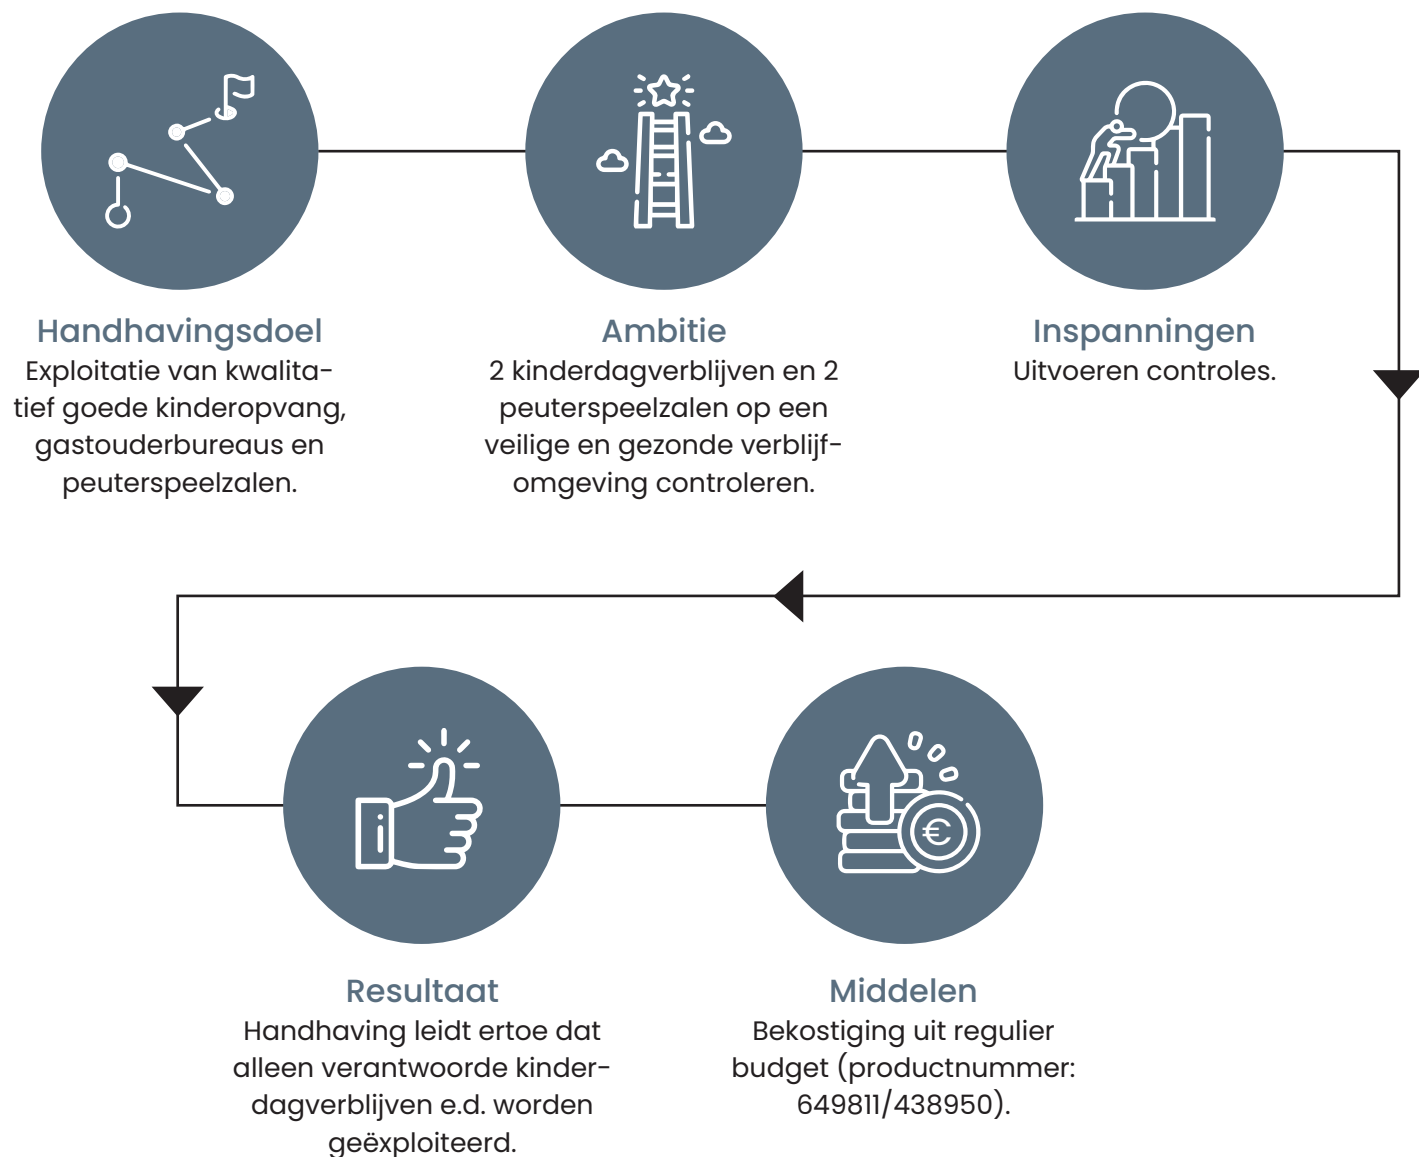 Handhavingsdoel
Exploitatie van kwalita-
tief goede kinderopvang,
gastouderbureaus en
peuterspeelzalen.
Ambitie
2 kinderdagverblijven en 2
peuterspeelzalen op een
veilige en gezonde verblijf-
omgeving controleren.
Inspanningen
Uitvoeren controles.
Resultaat
Handhaving leidt ertoe dat
alleen verantwoorde kinder-
dagverblijven e.d. worden
geëxploiteerd.
Middelen
Bekostiging uit regulier
budget (productnummer:
649811/438950).
€